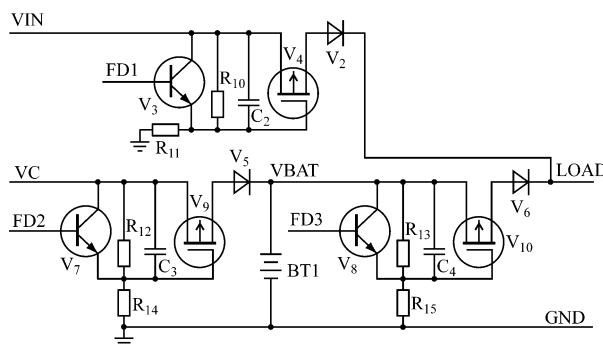 VIN
V4
V2
FD1
R10
V3
C2
R11
VC
V5
VBAT
LOAD
V9
V6
FD2
R12
FD3
R13
V10
V7
C3
BT1
V8
C4
R14
R15
GND